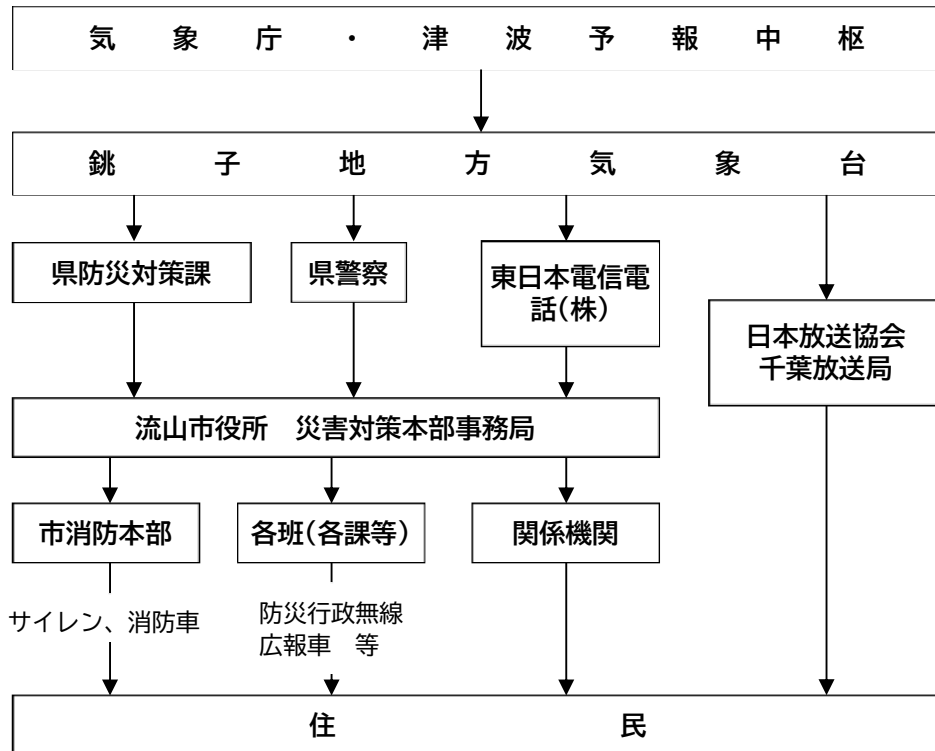 気象庁・津波予報中枢
銚子地方気象台
県防災対策課
県警察
東日本電信電
話(株)
日本放送協会
千葉放送局
流山市役所　災害対策本部事務局
市消防本部
各班(各課等)
関係機関
サイレン、消防車
防災行政無線
広報車　等
住民